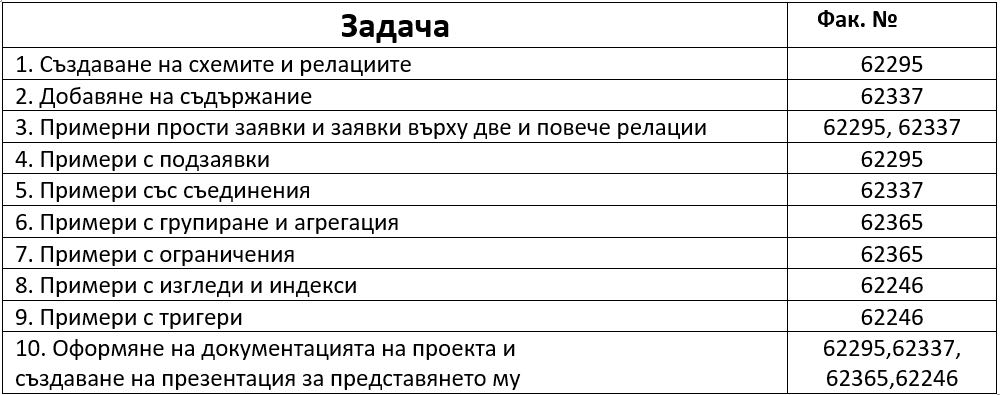 Задача Фак. №
1. Създаване на схемите и релациите 62295
2. Добавяне на съдържание 62337
3. Примерни прости заявки и заявки върху две и повече релации 62295, 62337
4. Примери с подзаявки 62295
5. Примери със съединения 62337
6. Примери с групиране и агрегация 62365
7. Примери с ограничения 62365
8. Примери с изгледи и индекси 62246
9. Примери с тригери 62246
10. Оформяне на документацията на проекта и 62295,62337,
създаване на презентация за представянето му 62365,62246